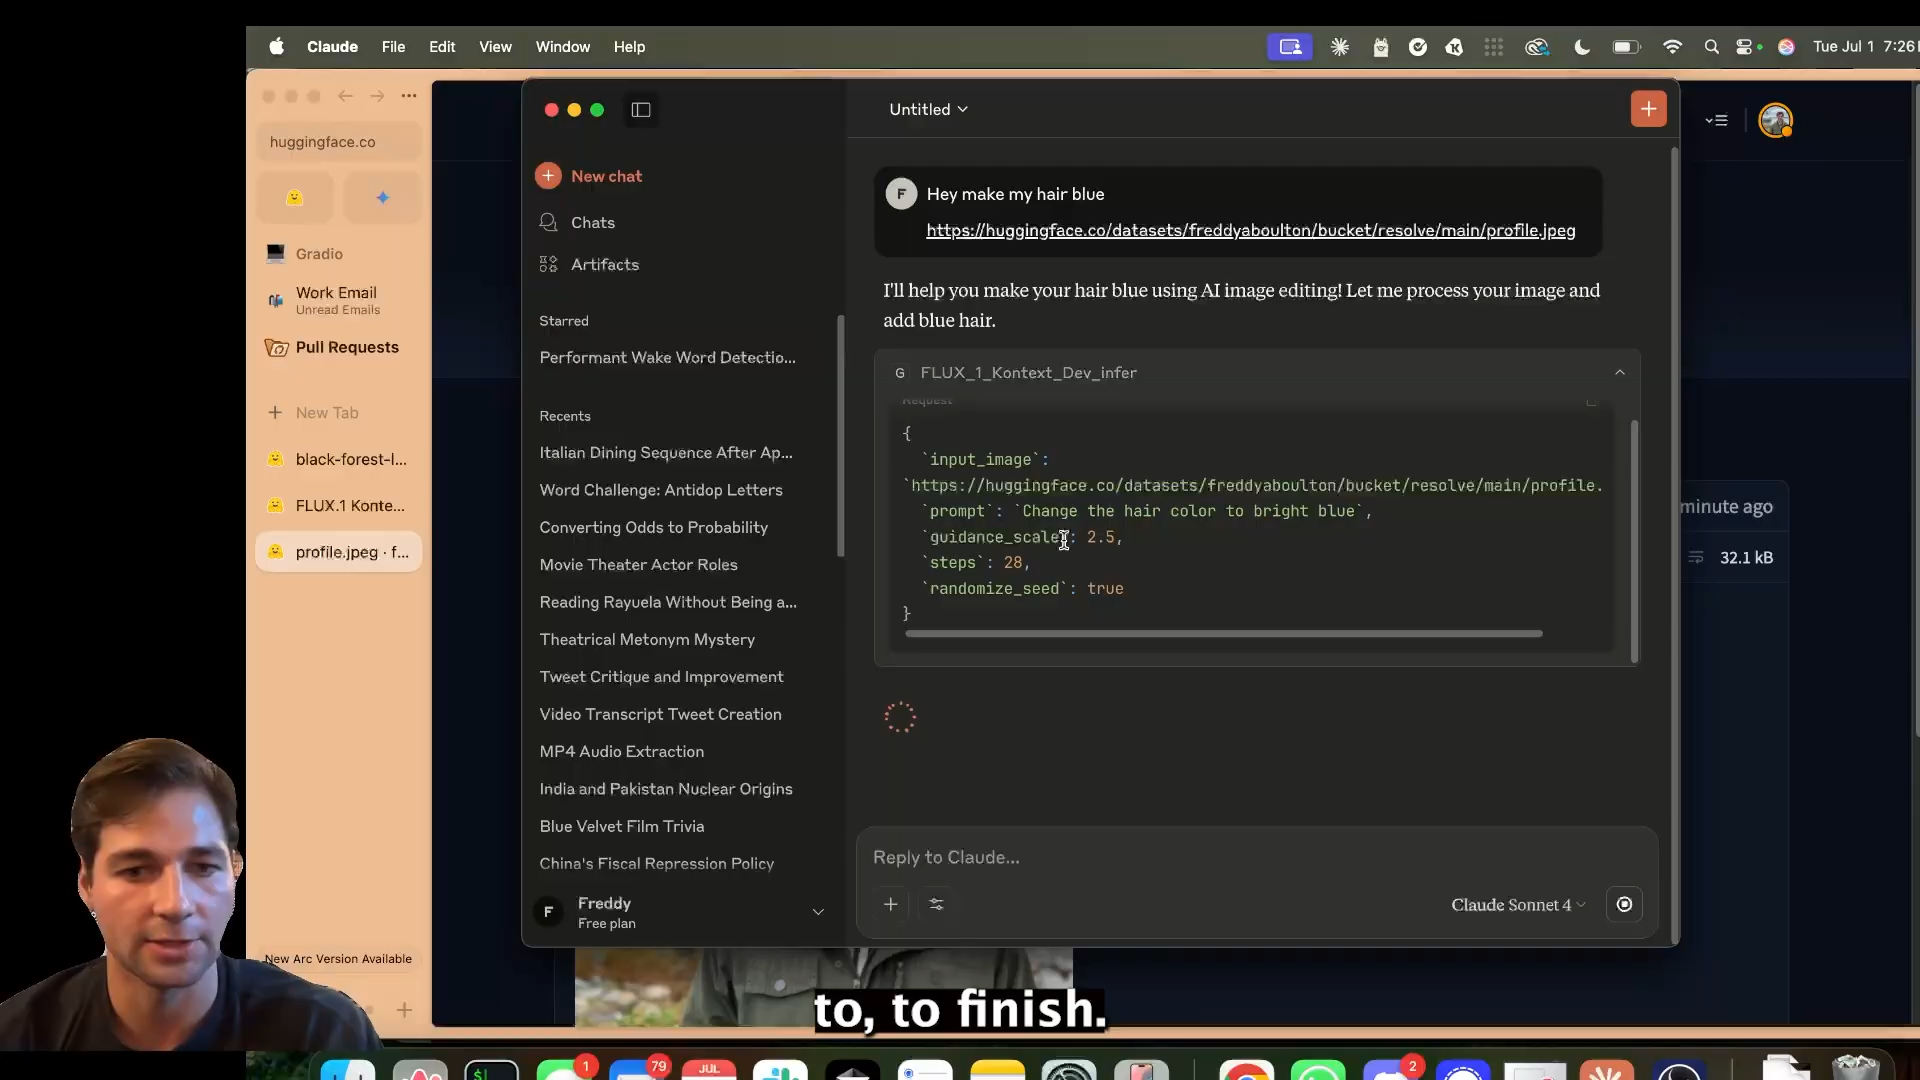 Claude File Edit View Window Help
Tue Jul 1 7:26
huggingface.co
Gradio
Work Email
Unread Emails
Pull Requests
New Tab
black-forest-l...
FLUX.1 Konte...
profile.jpeg · f...
New Arc Version Available
New chat
Chats
Artifacts
Starred
Performant Wake Word Detectio...
Recents
Italian Dining Sequence After Ap...
Word Challenge: Antidop Letters
Converting Odds to Probability
Movie Theater Actor Roles
Reading Rayuela Without Being a...
Theatrical Metonym Mystery
Tweet Critique and Improvement
Video Transcript Tweet Creation
MP4 Audio Extraction
India and Pakistan Nuclear Origins
Blue Velvet Film Trivia
China's Fiscal Repression Policy
F
Freddy
Free plan
Untitled
F
Hey make my hair blue
https://huggingface.co/datasets/freddyaboulton/bucket/resolve/main/profile.jpeg
I'll help you make your hair blue using AI image editing! Let me process your image and
add blue hair.
G FLUX_1_Kontext_Dev_infer
Request
{
`input_image`:
`https://huggingface.co/datasets/freddyaboulton/bucket/resolve/main/profile.
`prompt`: `Change the hair color to bright blue`,
`guidance_scale`: 2.5,
`steps`: 28,
`randomize_seed`: true
}
Reply to Claude...
Claude Sonnet 4
minute ago
32.1 kB
to, to finish.
1
79
JUL
2